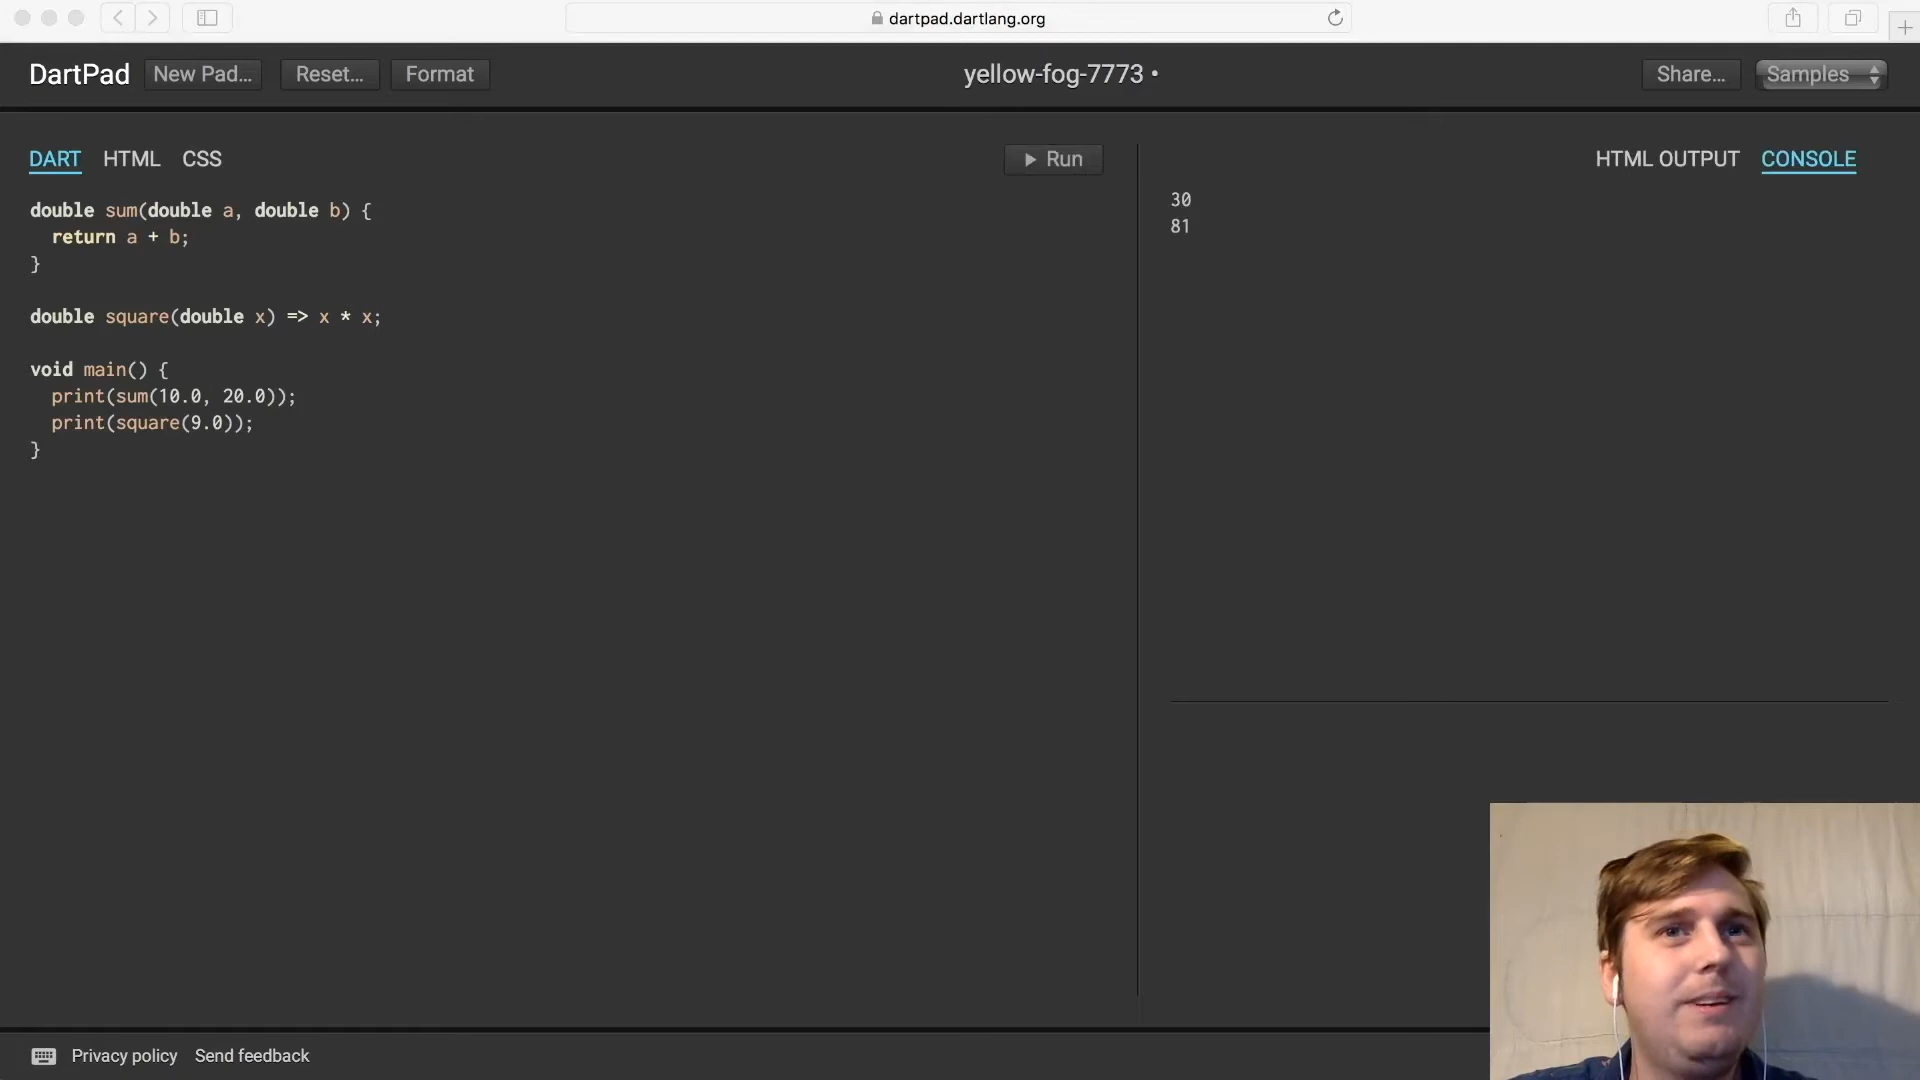 dartpad.dartlang.org
DartPad New Pad... Reset... Format yellow-fog-7773 • Share... Samples
DART HTML CSS Run HTML OUTPUT CONSOLE
double sum(double a, double b) {
  return a + b;
}
double square(double x) => x * x;
void main() {
  print(sum(10.0, 20.0));
  print(square(9.0));
}
30
81
Privacy policy Send feedback